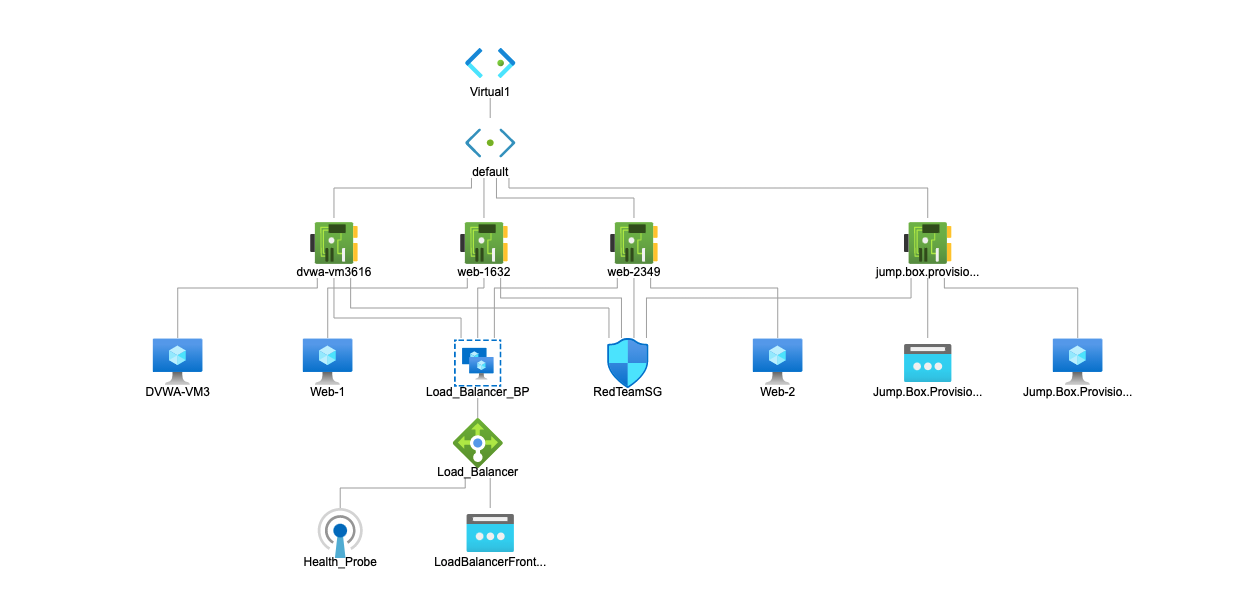 Virtual1
default
dvwa-vm3616
web-1632
web-2349
jump.box.provisio...
DVWA-VM3
Web-1
Load_Balancer_BP
RedTeamSG
Web-2
Jump.Box.Provisio...
Jump.Box.Provisio...
Load_Balancer
Health_Probe
LoadBalancerFront...